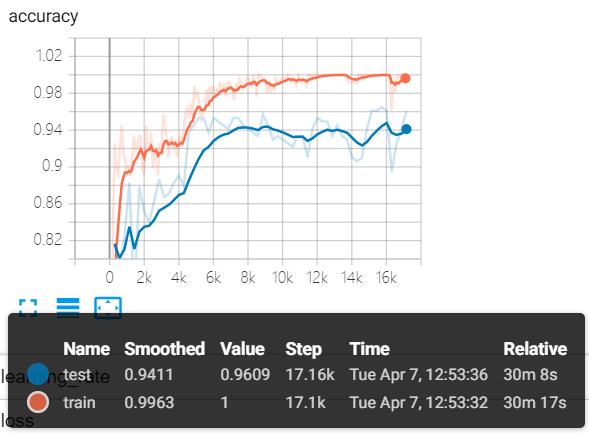 accuracy
1.02
0.98
0.94
0.9
0.86
0.82
0 2k 4k 6k 8k 10k 12k 14k 16k
Name Smoothed Value Step Time Relative
test 0.9411 0.9609 17.16k Tue Apr 7, 12:53:36 30m 8s
learning_rate
train 0.9963 1 17.1k Tue Apr 7, 12:53:32 30m 17s
loss